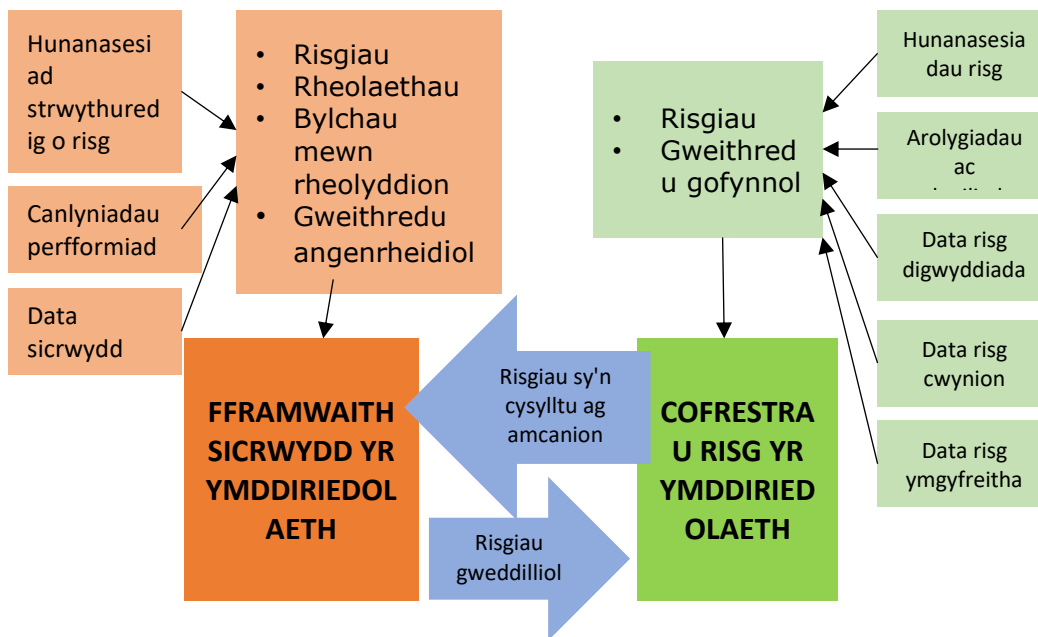 Hunanasesi
ad
strwythured
ig o risg
Canlyniadau
perfformiad
Data
sicrwydd
• Risgiau
• Rheolaethau
• Bylchau
mewn
rheolyddion
• Gweithredu
angenrheidiol
• Risgiau
• Gweithred
u gofynnol
Hunanasesia
dau risg
Arolygiadau
ac
Data risg
digwyddiada
Data risg
cwynion
Data risg
ymgyfreitha
FFRAMWAITH
SICRWYDD YR
YMDDIRIEDOL
AETH
Risgiau sy'n
cysylltu ag
amcanion
Risgiau
gweddilliol
COFRESTRA
U RISG YR
YMDDIRIED
OLAETH